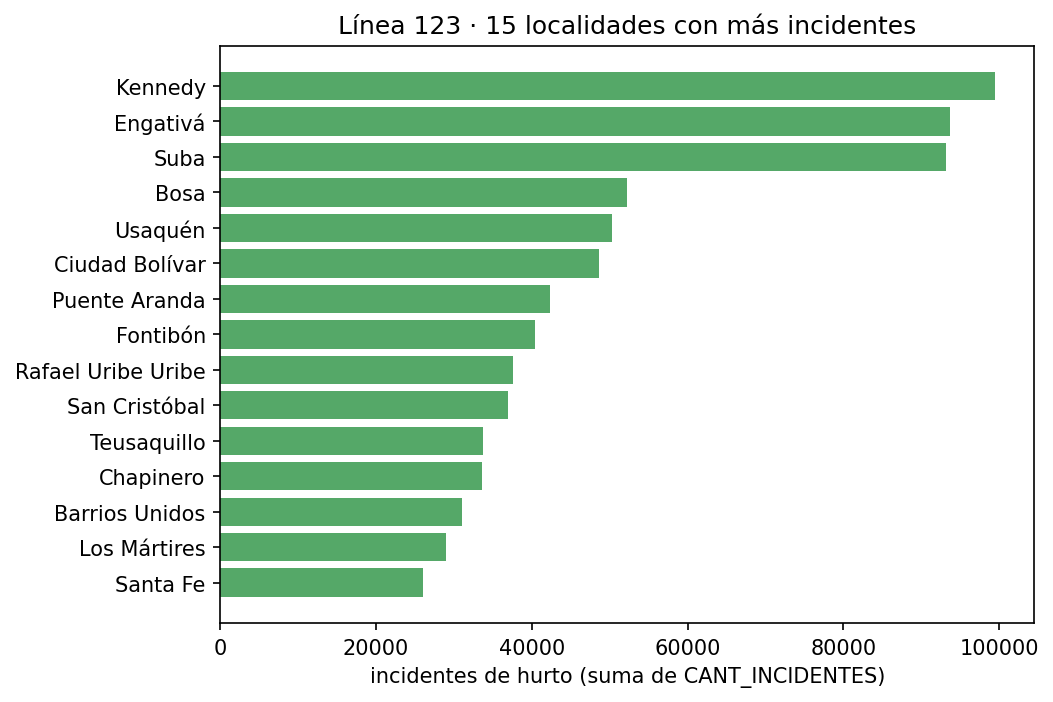 Línea 123 · 15 localidades con más incidentes
Kennedy
Engativá
Suba
Bosa
Usaquén
Ciudad Bolívar
Puente Aranda
Fontibón
Rafael Uribe Uribe
San Cristóbal
Teusaquillo
Chapinero
Barrios Unidos
Los Mártires
Santa Fe
0 20000 40000 60000 80000 100000
incidentes de hurto (suma de CANT_INCIDENTES)